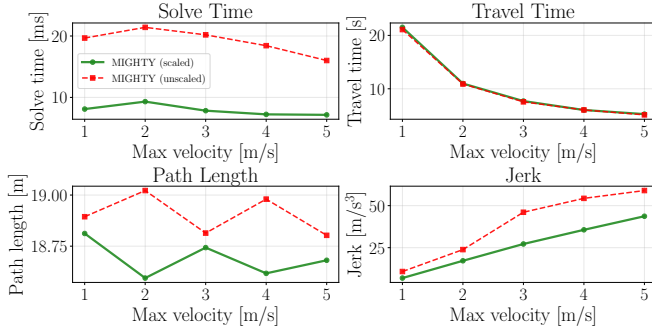 Solve Time
Solve time [ms]
20
10
MIGHTY (scaled)
MIGHTY (unscaled)
1 2 3 4 5
Max velocity [m/s]
Travel Time
Travel time [s]
20
10
1 2 3 4 5
Max velocity [m/s]
Path Length
Path length [m]
19.00
18.75
1 2 3 4 5
Max velocity [m/s]
Jerk
Jerk [m/s³]
50
25
1 2 3 4 5
Max velocity [m/s]